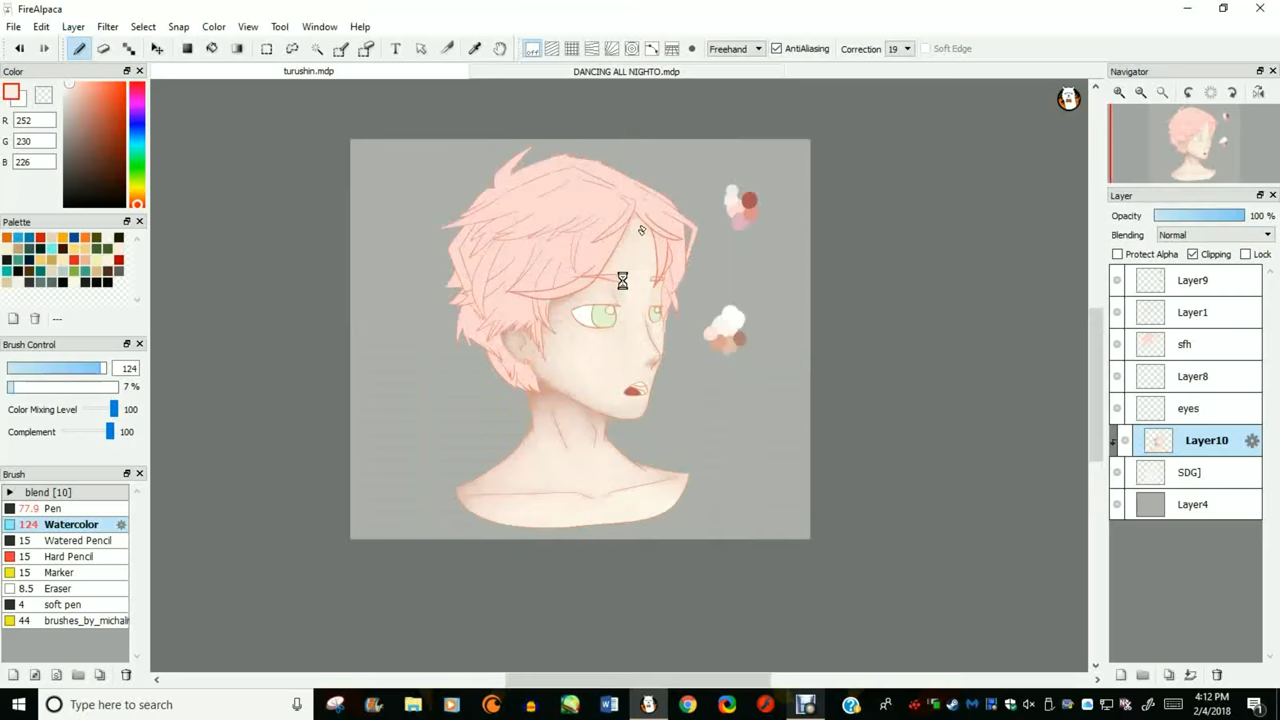 FireAlpaca
File Edit Layer Filter Select Snap Color View Tool Window Help
Freehand AntiAliasing Correction 19 Soft Edge
Color turushin.mdp DANCING ALL NIGHTO.mdp Navigator
R 252
G 230
B 226
Layer
Opacity 100 %
Palette
Blending Normal
Protect Alpha Clipping Lock
Layer9
Layer1
---
Brush Control sfh
124
7 % Layer8
Color Mixing Level 100 eyes
Complement 100
Layer10
Brush SDG]
blend [10]
77.9 Pen Layer4
124 Watercolor
15 Watered Pencil
15 Hard Pencil
15 Marker
8.5 Eraser
4 soft pen
44 brushes_by_michali
Type here to search 4:12 PM
2/4/2018